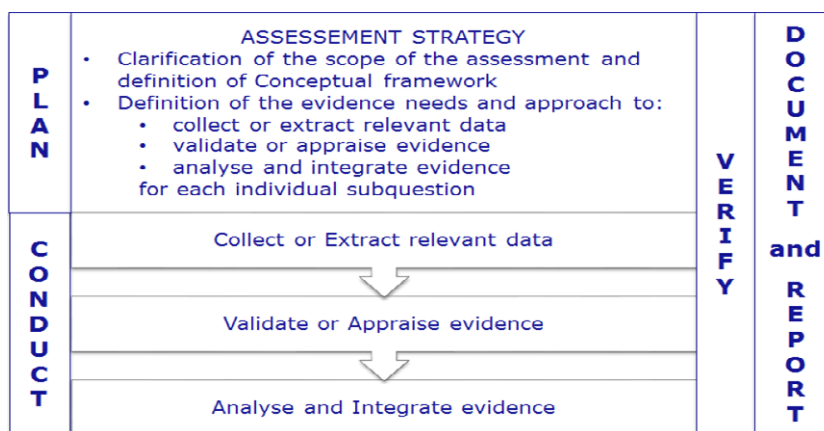 PLAN
ASSESSEMENT STRATEGY
• Clarification of the scope of the assessment and
definition of Conceptual framework
• Definition of the evidence needs and approach to:
• collect or extract relevant data
• validate or appraise evidence
• analyse and integrate evidence
for each individual subquestion
CONDUCT
Collect or Extract relevant data
Validate or Appraise evidence
Analyse and Integrate evidence
VERIFY
DOCUMENT
and
REPORT